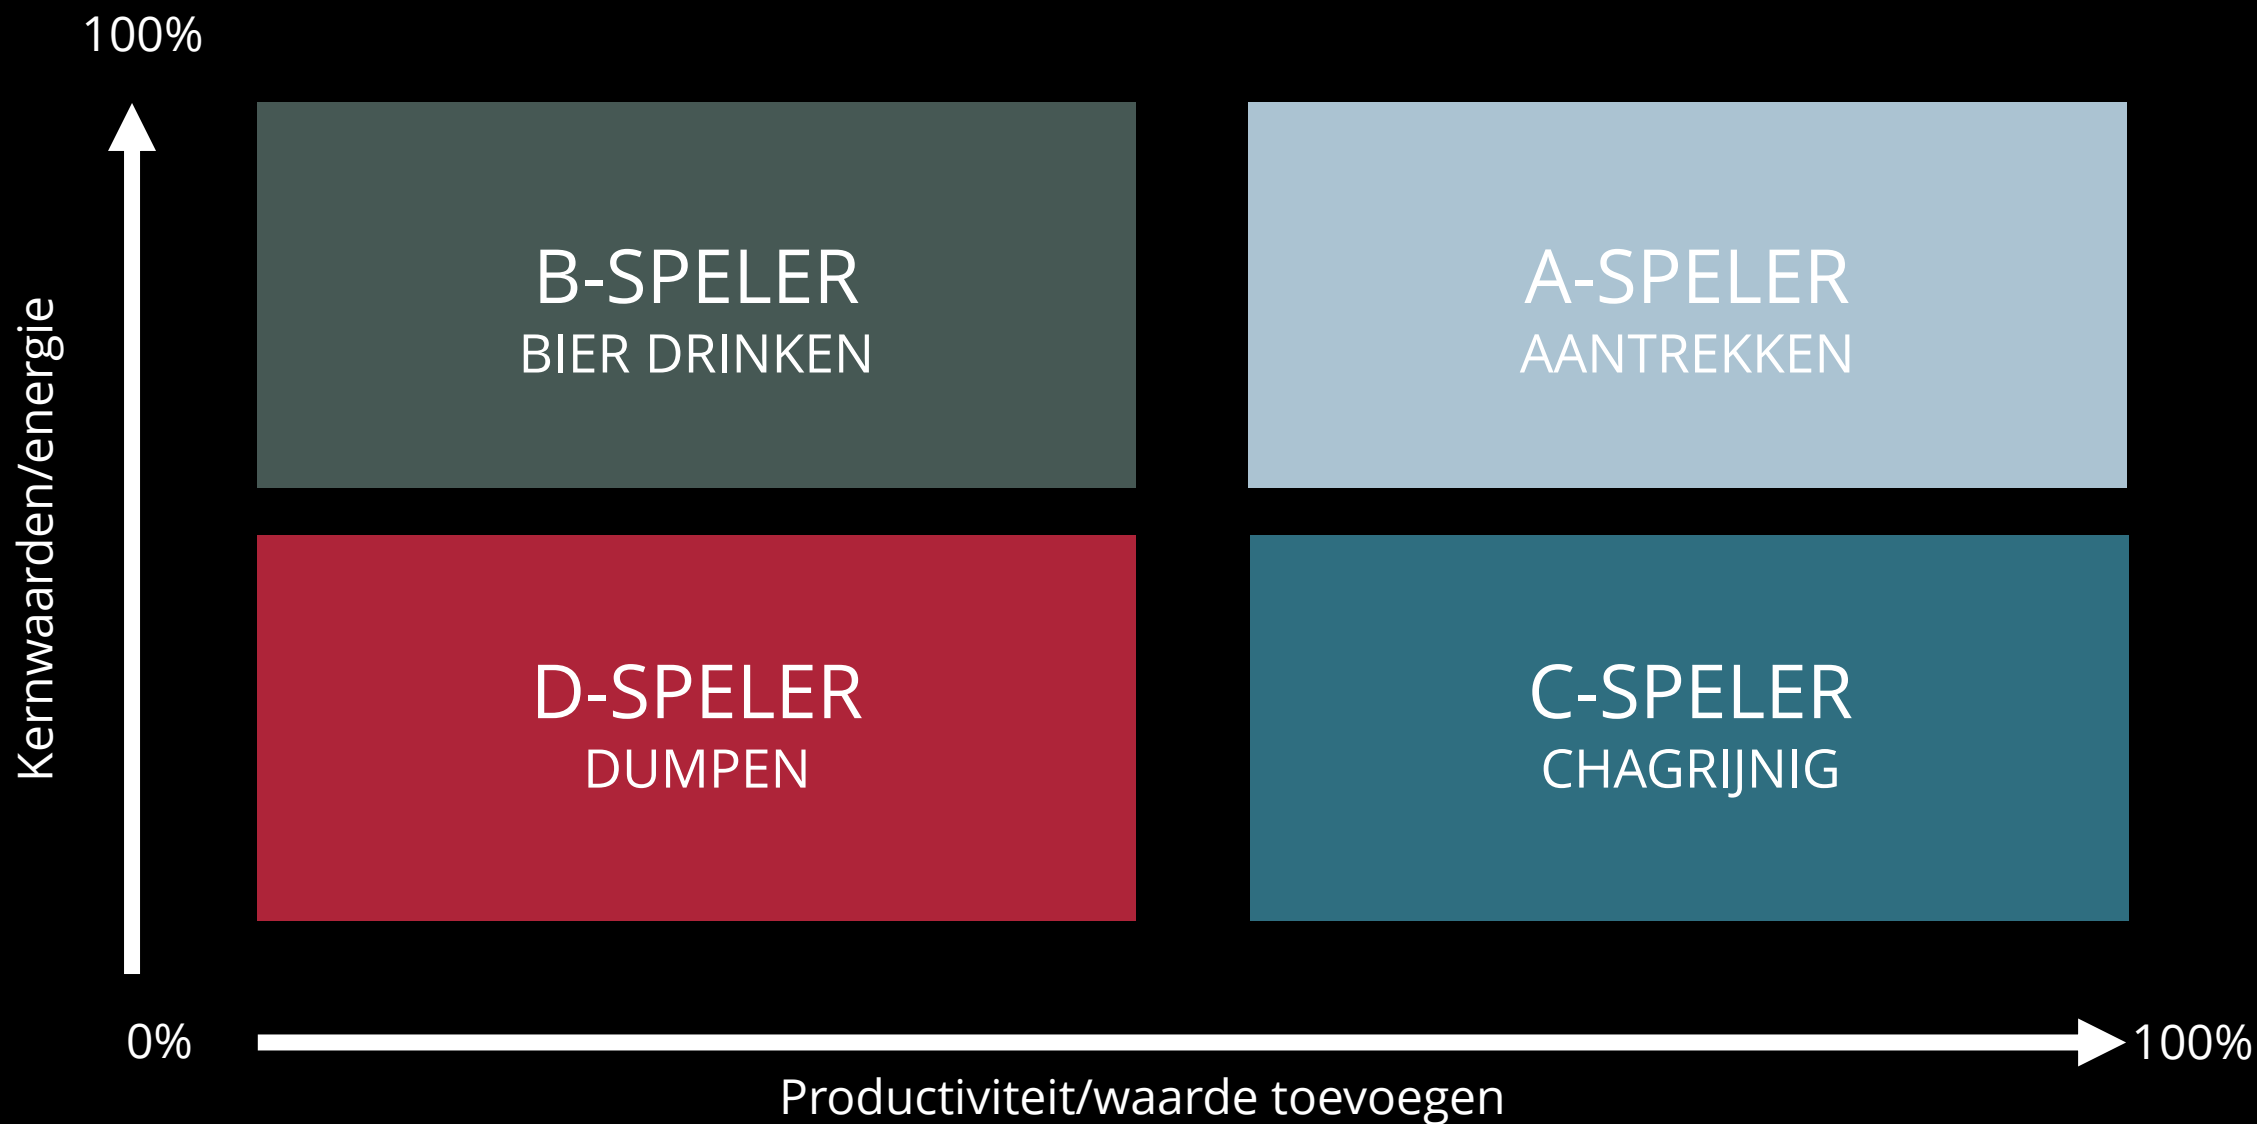 100%
Kernwaarden/energie
B-SPELER
BIER DRINKEN
A-SPELER
AANTREKKEN
D-SPELER
DUMPEN
C-SPELER
CHAGRIJNIG
0%
100%
Productiviteit/waarde toevoegen